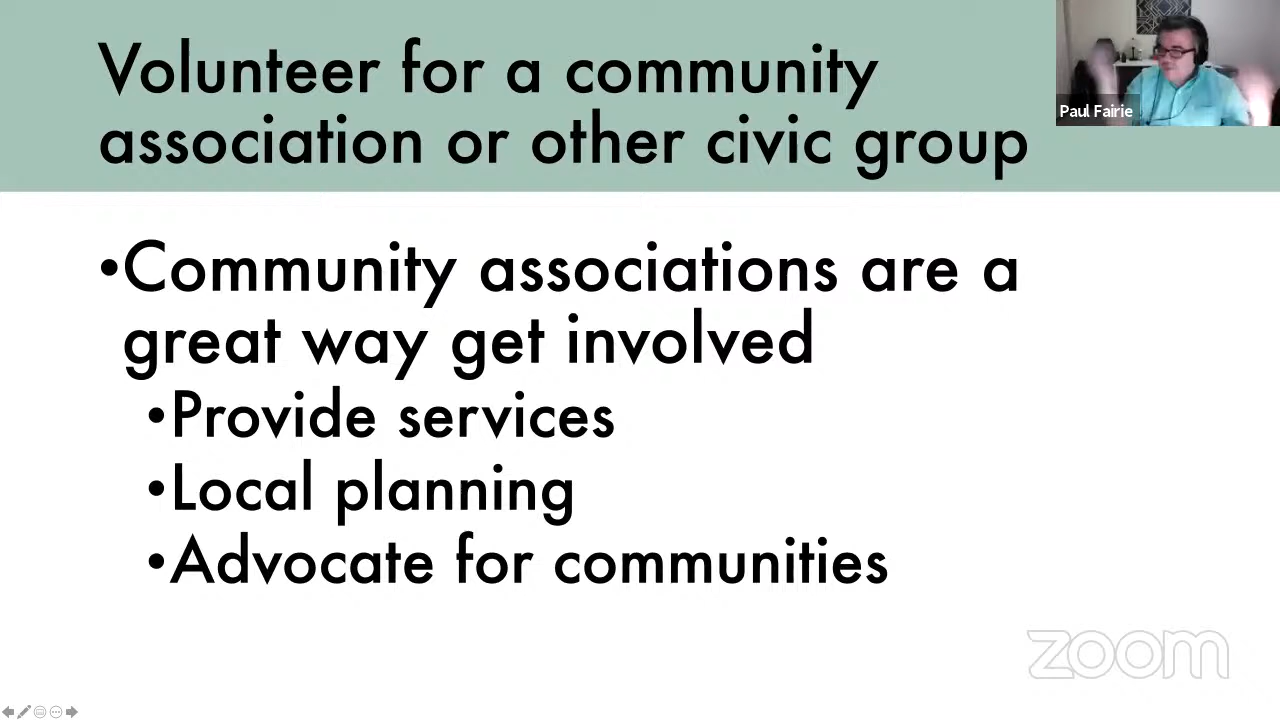 Volunteer for a community
association or other civic group
Paul Fairie
•Community associations are a
great way get involved
•Provide services
•Local planning
•Advocate for communities
zoom